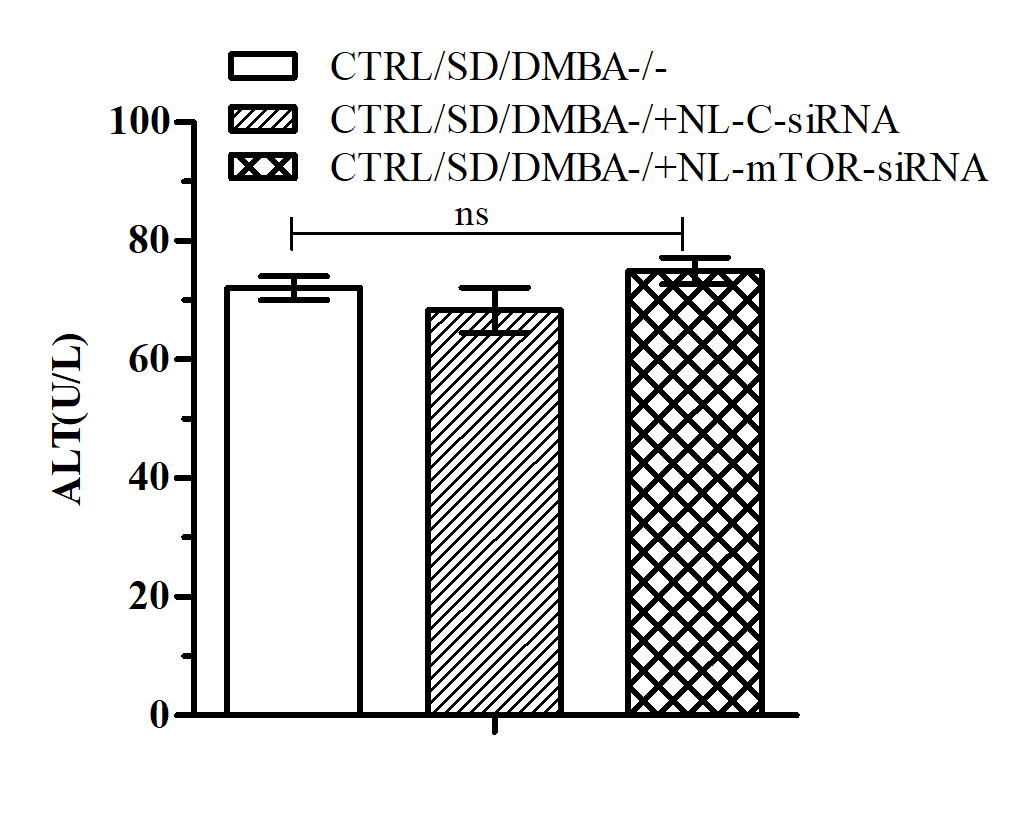 CTRL/SD/DMBA-/-
CTRL/SD/DMBA-/+NL-C-siRNA
CTRL/SD/DMBA-/+NL-mTOR-siRNA
ns
100
80
60
40
20
0
ALT(U/L)